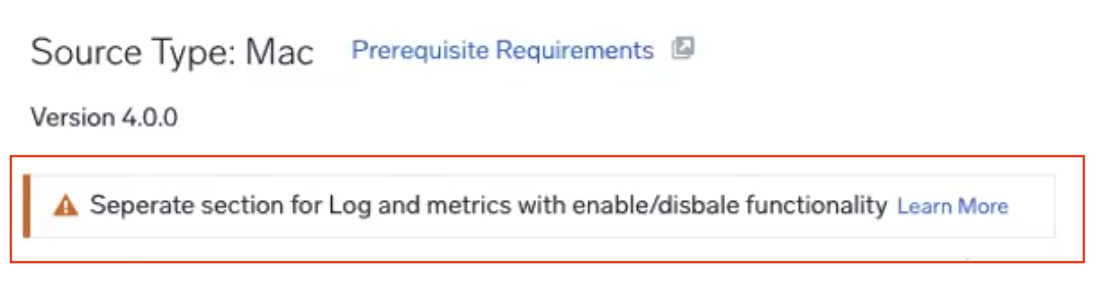 Source Type: Mac Prerequisite Requirements
Version 4.0.0
Seperate section for Log and metrics with enable/disbale functionality Learn More